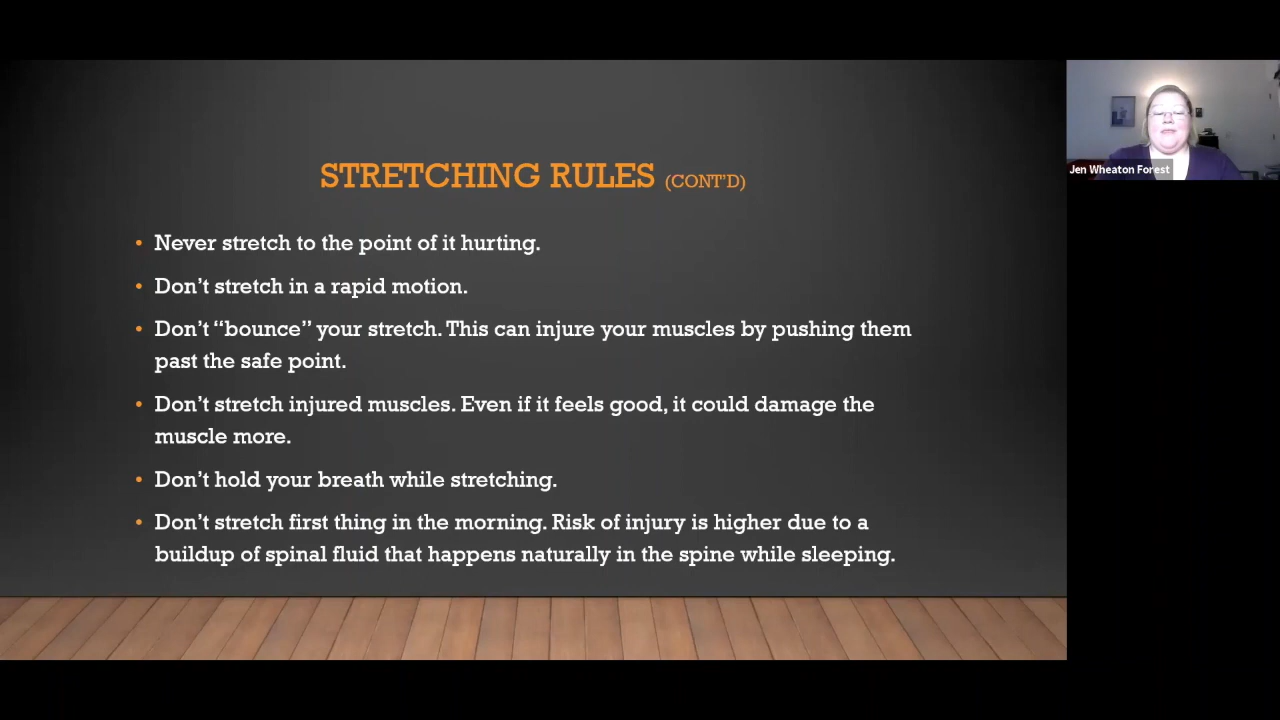 STRETCHING RULES (CONT'D)
• Never stretch to the point of it hurting.
• Don't stretch in a rapid motion.
• Don't “bounce” your stretch. This can injure your muscles by pushing them
past the safe point.
• Don't stretch injured muscles. Even if it feels good, it could damage the
muscle more.
• Don't hold your breath while stretching.
• Don't stretch first thing in the morning. Risk of injury is higher due to a
buildup of spinal fluid that happens naturally in the spine while sleeping.
Jen Wheaton Forest